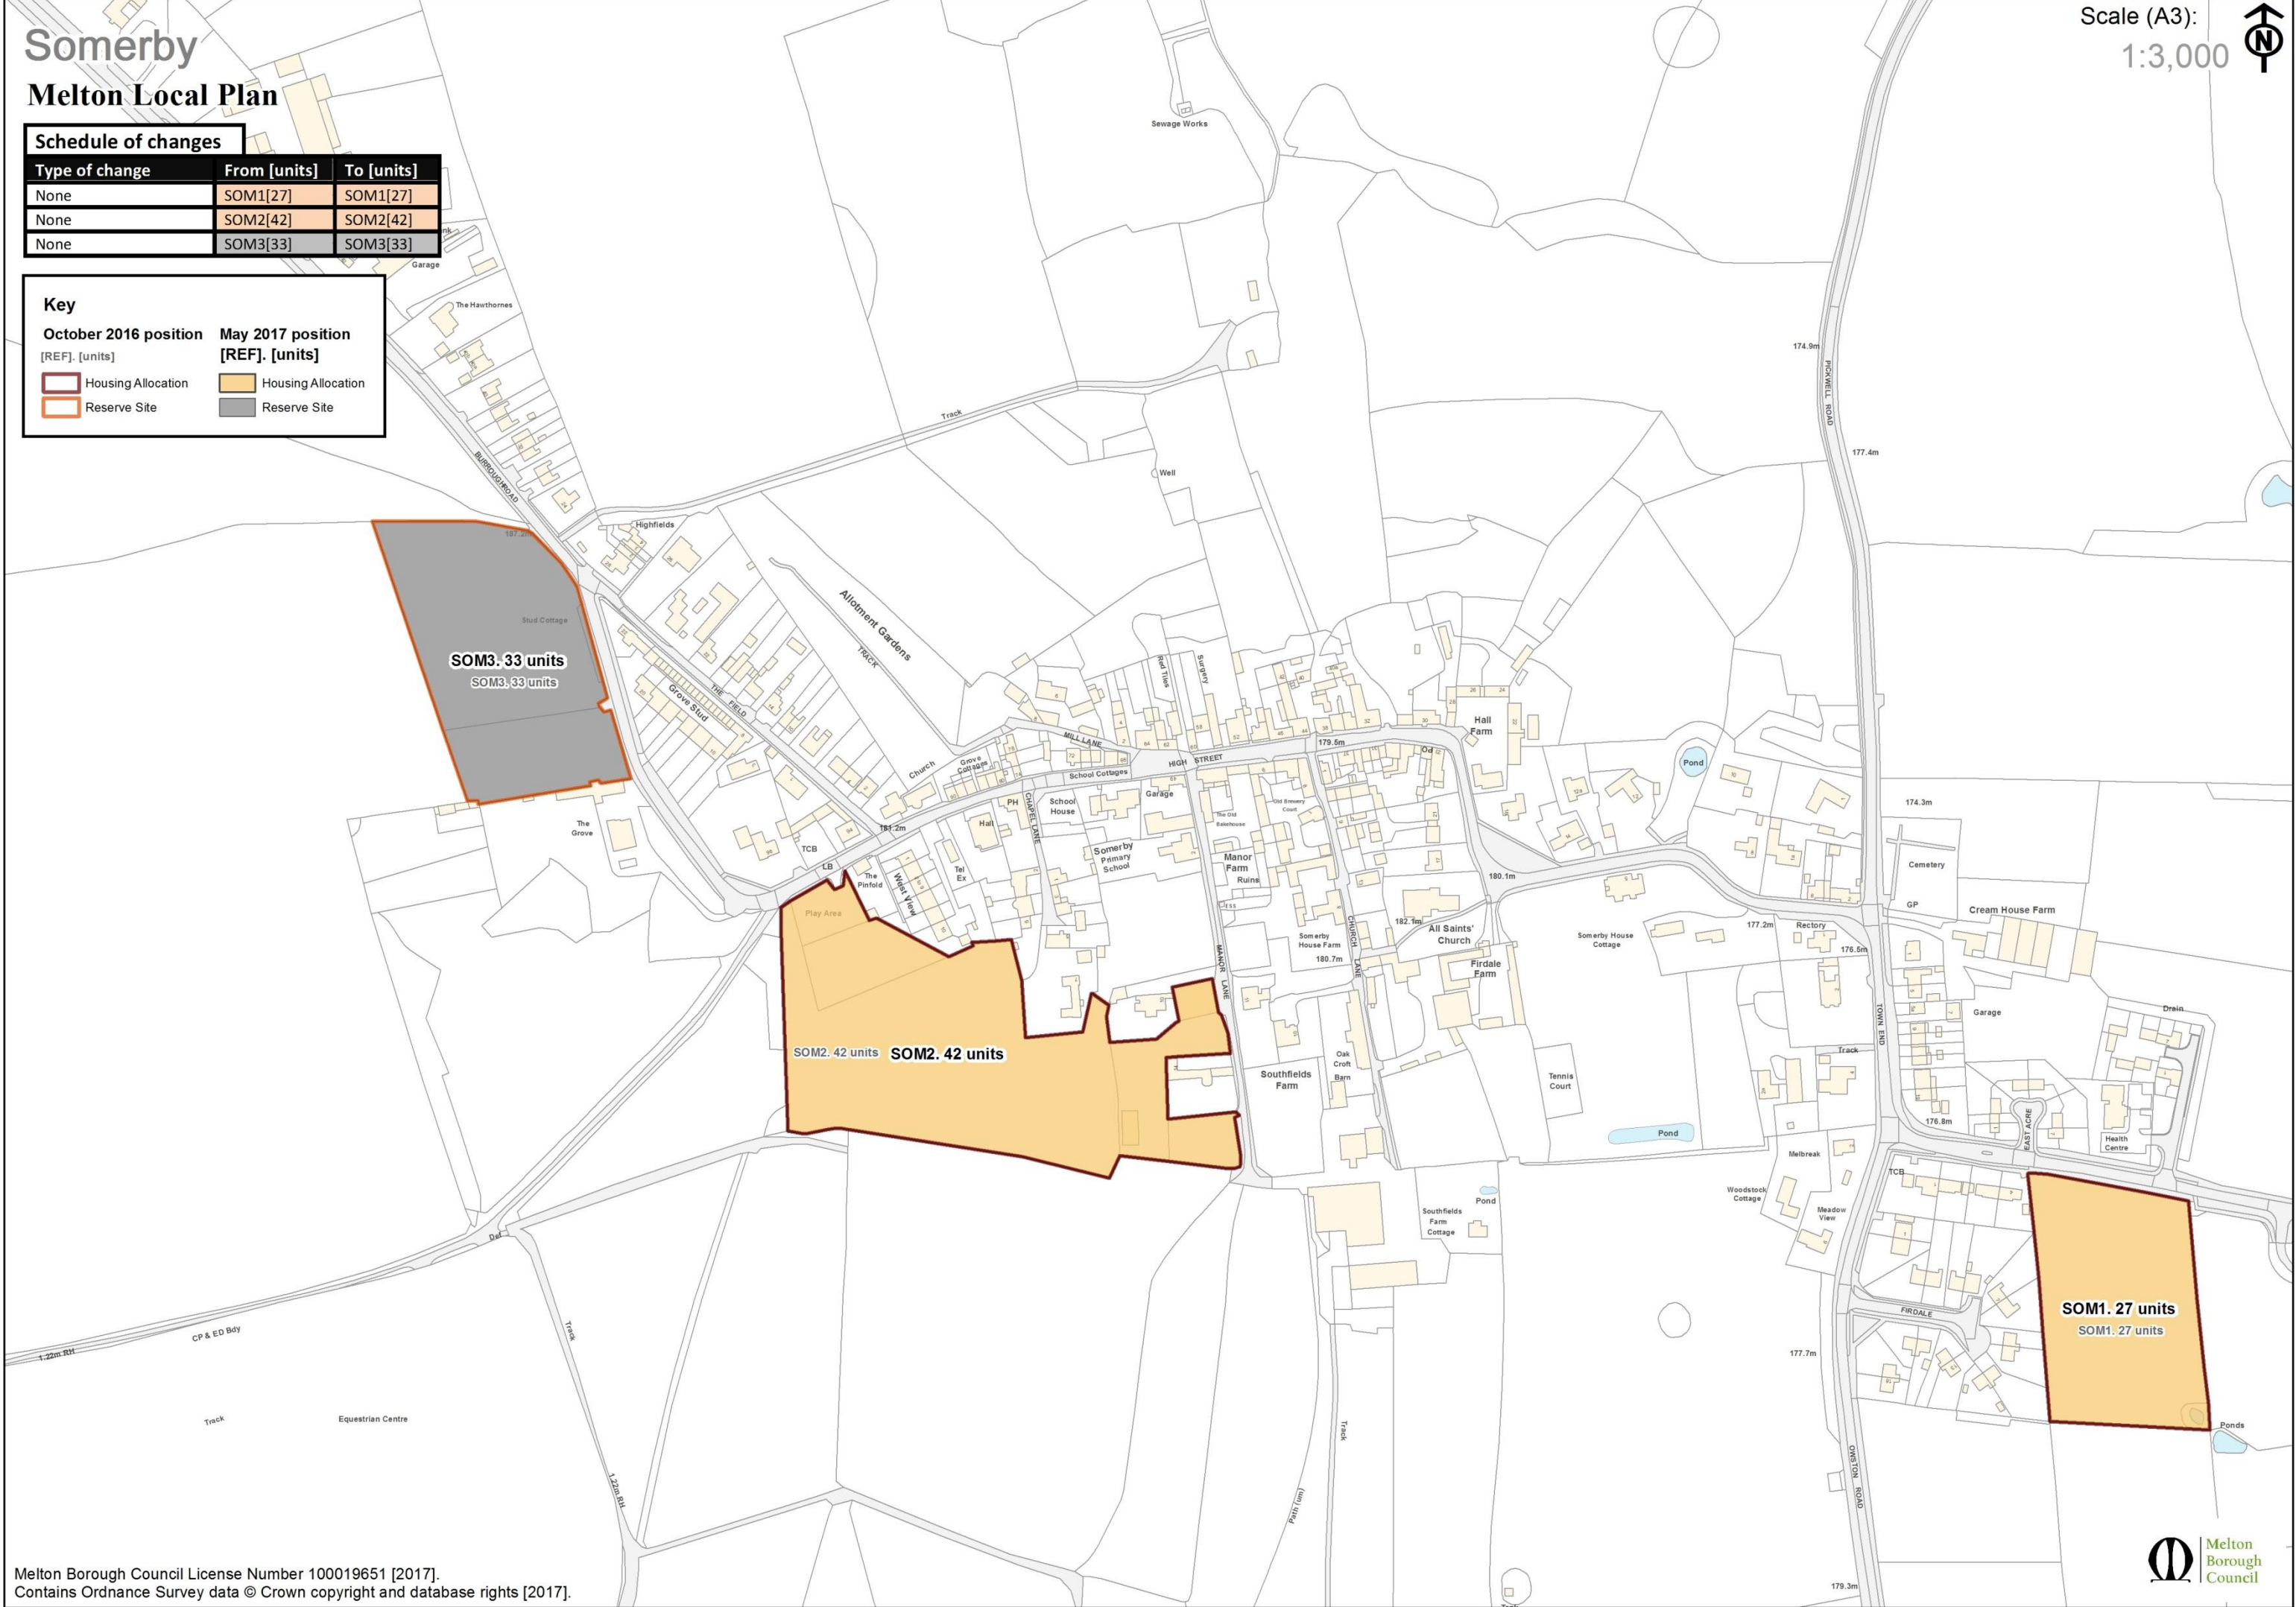 Somerby
Melton Local Plan
Scale (A3):
1:3,000
N
Schedule of changes
Type of change From [units] To [units]
None SOM1[27] SOM1[27]
None SOM2[42] SOM2[42]
None SOM3[33] SOM3[33]
Key
October 2016 position May 2017 position
[REF]. [units] [REF]. [units]
Housing Allocation Housing Allocation
Reserve Site Reserve Site
Sewage Works
Garage
The Hawthornes
BURROUGH ROAD
Track
Well
174.9m
PICKWELL ROAD
177.4m
187.2m
Highfields
Stud Cottage
SOM3. 33 units
SOM3. 33 units
Allotment Gardens
TRACK
THE FIELD
Grove Stud
Red Tiles
Surgery
Hall
Farm
MILL LANE
HIGH STREET
179.5m
School Cottages
Church
Grove
Cottages
Pond
174.3m
The
Grove
181.2m
TCB
LB
PH
CHAPEL LANE
School
House
Garage
Hall
The Old
Bakehouse
Old Brewery
Court
Somerby
Primary
School
Manor
Farm
Ruins
Tel
Ex
The
Pinfold
West View
ESS
180.1m
Cemetery
GP
Cream House Farm
Play Area
182.1m
All Saints'
Church
CHURCH LANE
MANOR LANE
Somerby
House Farm
180.7m
Firdale
Farm
Somerby House
Cottage
177.2m
Rectory
176.5m
TOWN END
Garage
Drain
SOM2. 42 units SOM2. 42 units
Southfields
Farm
Oak
Croft
Barn
Tennis
Court
Track
Pond
176.8m
EAST ACRE
Health
Centre
Melbreak
TCB
Woodstock
Cottage
Meadow
View
Pond
Southfields
Farm
Cottage
Def
FIRDALE
SOM1. 27 units
SOM1. 27 units
CP & ED Bdy
1.22m RH
Track
177.7m
Track
Equestrian Centre
Track
Ponds
1.22m RH
Path (um)
OWSTON ROAD
179.3m
Melton Borough Council License Number 100019651 [2017].
Contains Ordnance Survey data © Crown copyright and database rights [2017].
Melton
Borough
Council